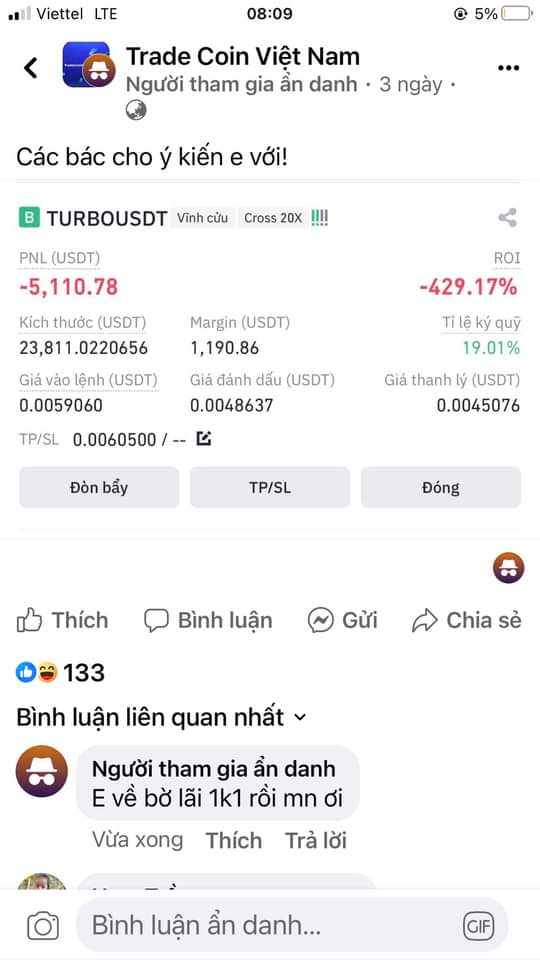 Viettel LTE 08:09 5%
Trade Coin Việt Nam
Người tham gia ẩn danh · 3 ngày ·
Các bác cho ý kiến e với!
B TURBOUSDT Vĩnh cửu Cross 20X !!!!
PNL (USDT) ROI
-5,110.78 -429.17%
Kích thước (USDT) Margin (USDT) Tỉ lệ ký quỹ
23,811.0220656 1,190.86 19.01%
Giá vào lệnh (USDT) Giá đánh dấu (USDT) Giá thanh lý (USDT)
0.0059060 0.0048637 0.0045076
TP/SL 0.0060500 / --
Đòn bẩy TP/SL Đóng
Thích Bình luận Gửi Chia sẻ
133
Bình luận liên quan nhất
Người tham gia ẩn danh
E về bờ lãi 1k1 rồi mn ơi
Vừa xong Thích Trả lời
Bình luận ẩn danh... GIF